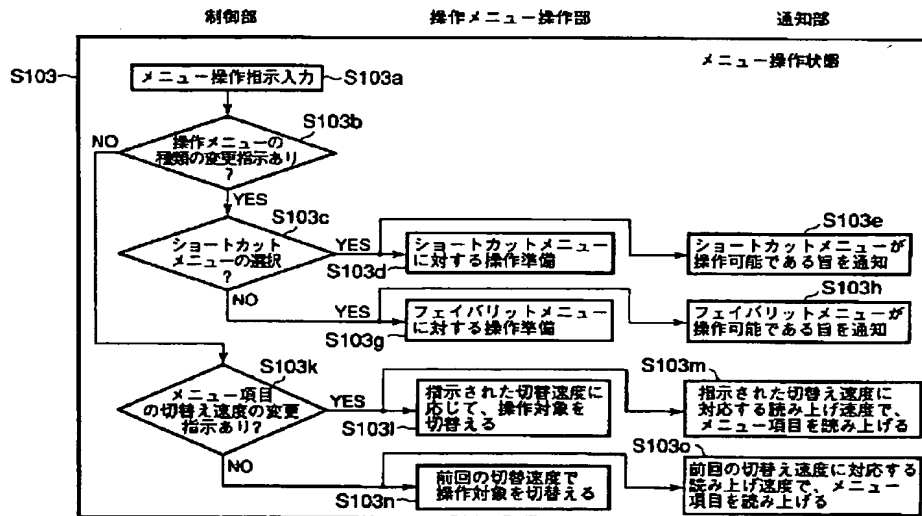 制御部
操作メニュー操作部
通知部
メニュー操作状態
S103
メニュー操作指示入力
S103a
S103b
NO
操作メニューの
種類の変更指示あり
?
YES
S103c
ショートカット
メニューの選択
?
YES
S103d
ショートカットメニュー
に対する操作準備
S103e
ショートカットメニューが
操作可能である旨を通知
NO
YES
S103g
フェイバリットメニュー
に対する操作準備
S103h
フェイバリットメニューが
操作可能である旨を通知
S103k
メニュー項目
の切替え速度の変更
指示あり?
YES
S103l
指示された切替速度に
応じて、操作対象を
切替える
S103m
指示された切替え速度に
対応する読み上げ速度で、
メニュー項目を読み上げる
NO
S103n
前回の切替速度で
操作対象を切替える
S103o
前回の切替え速度に対応する
読み上げ速度で、メニュー
項目を読み上げる